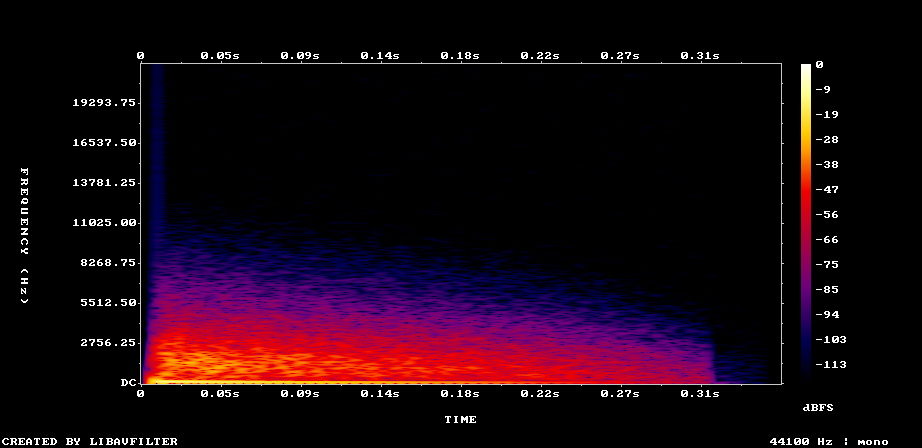 0 0.05s 0.09s 0.14s 0.18s 0.22s 0.27s 0.31s
0
19293.75
-9
-19
16537.50
-28
-38
13781.25
-47
FREQUENCY (Hz)
11025.00
-56
-66
8268.75
-75
-85
5512.50
-94
2756.25
-103
-113
DC
0 0.05s 0.09s 0.14s 0.18s 0.22s 0.27s 0.31s
dBFS
TIME
CREATED BY LIBAVFILTER
44100 Hz | mono